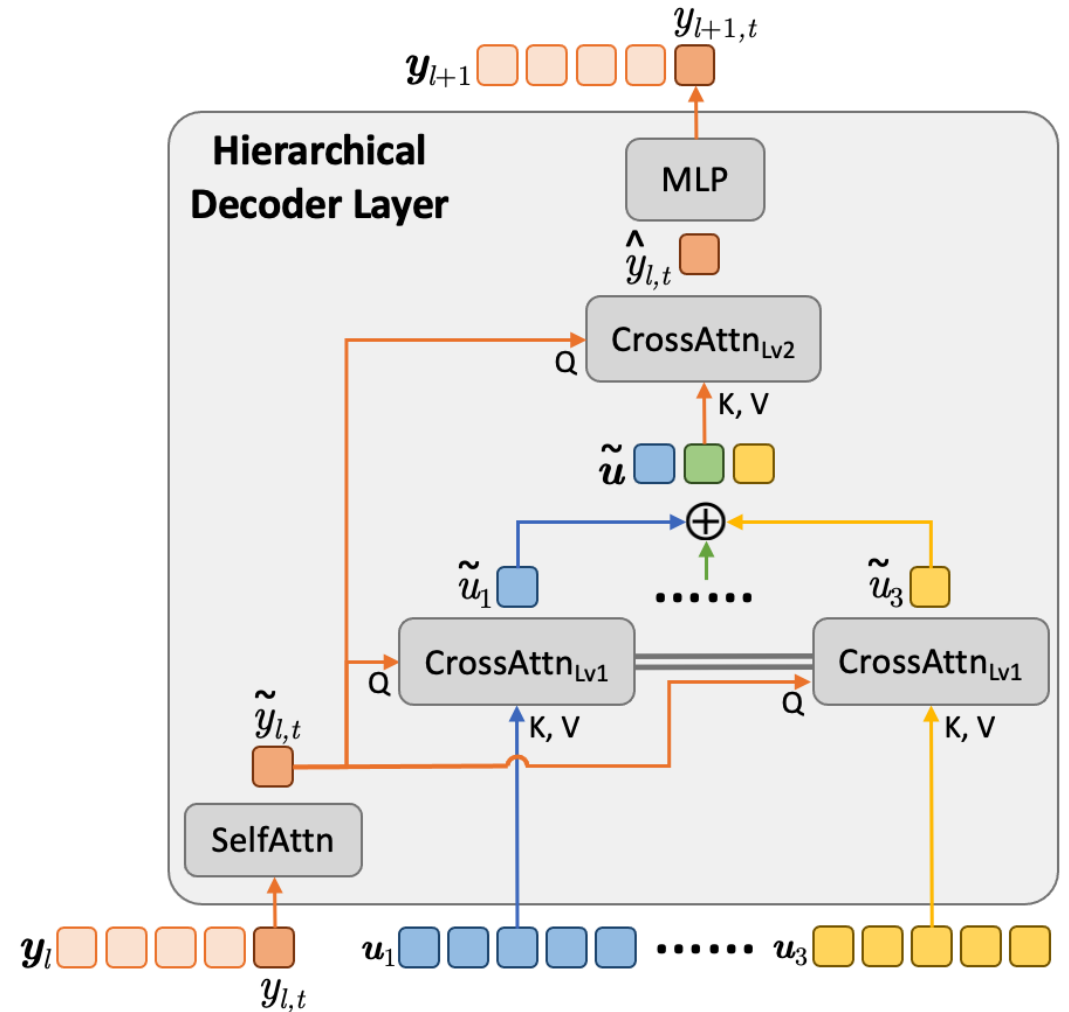 y_{l+1,t}
𝒚_{l+1}
Hierarchical
Decoder Layer
MLP
ŷ_{l,t}
CrossAttn_{Lv2}
Q
K, V
ũ
ũ_1
......
ũ_3
CrossAttn_{Lv1}
CrossAttn_{Lv1}
Q
Q
ỹ_{l,t}
K, V
K, V
SelfAttn
𝒚_l
𝒖_1
......
𝒖_3
y_{l,t}